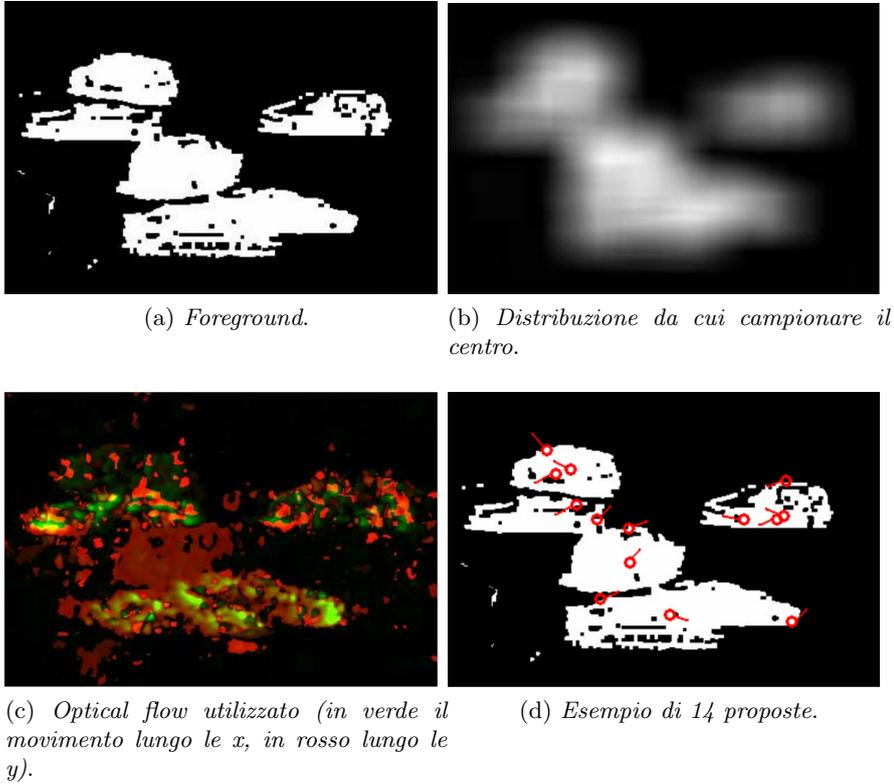 (a) Foreground.
(b) Distribuzione da cui campionare il
centro.
(c) Optical flow utilizzato (in verde il
movimento lungo le x, in rosso lungo le
y).
(d) Esempio di 14 proposte.